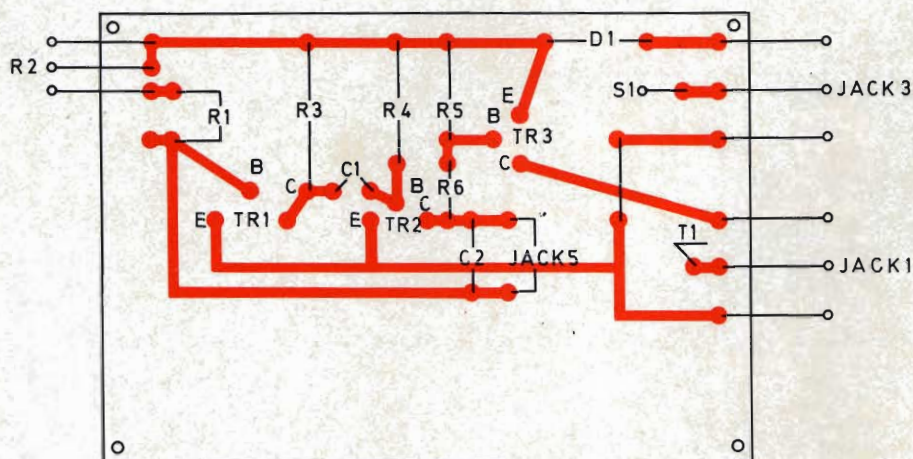 D1
R2
S1 JACK3
R1 R3 R4 R5 E
B
TR3
B C C1 B R6 C
C
E TR1 E TR2 T1
C2 JACK5 JACK1